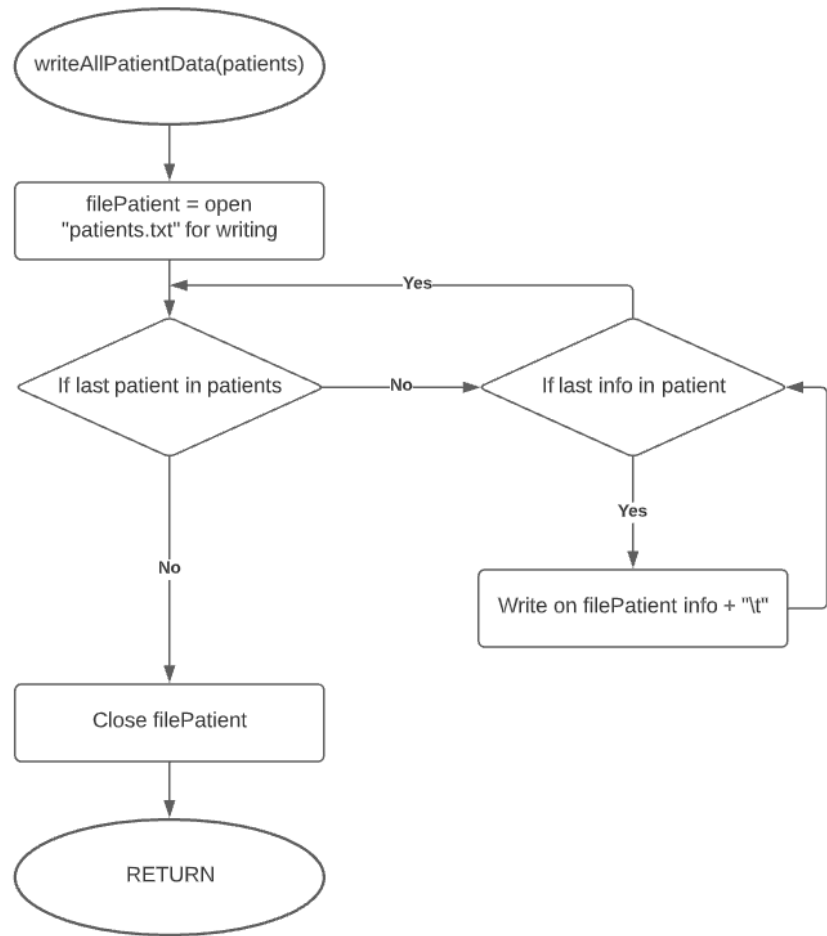 writeAllPatientData(patients)
filePatient = open
"patients.txt" for writing
Yes
If last patient in patients
No
If last info in patient
Yes
No
Write on filePatient info + "\t"
Close filePatient
RETURN